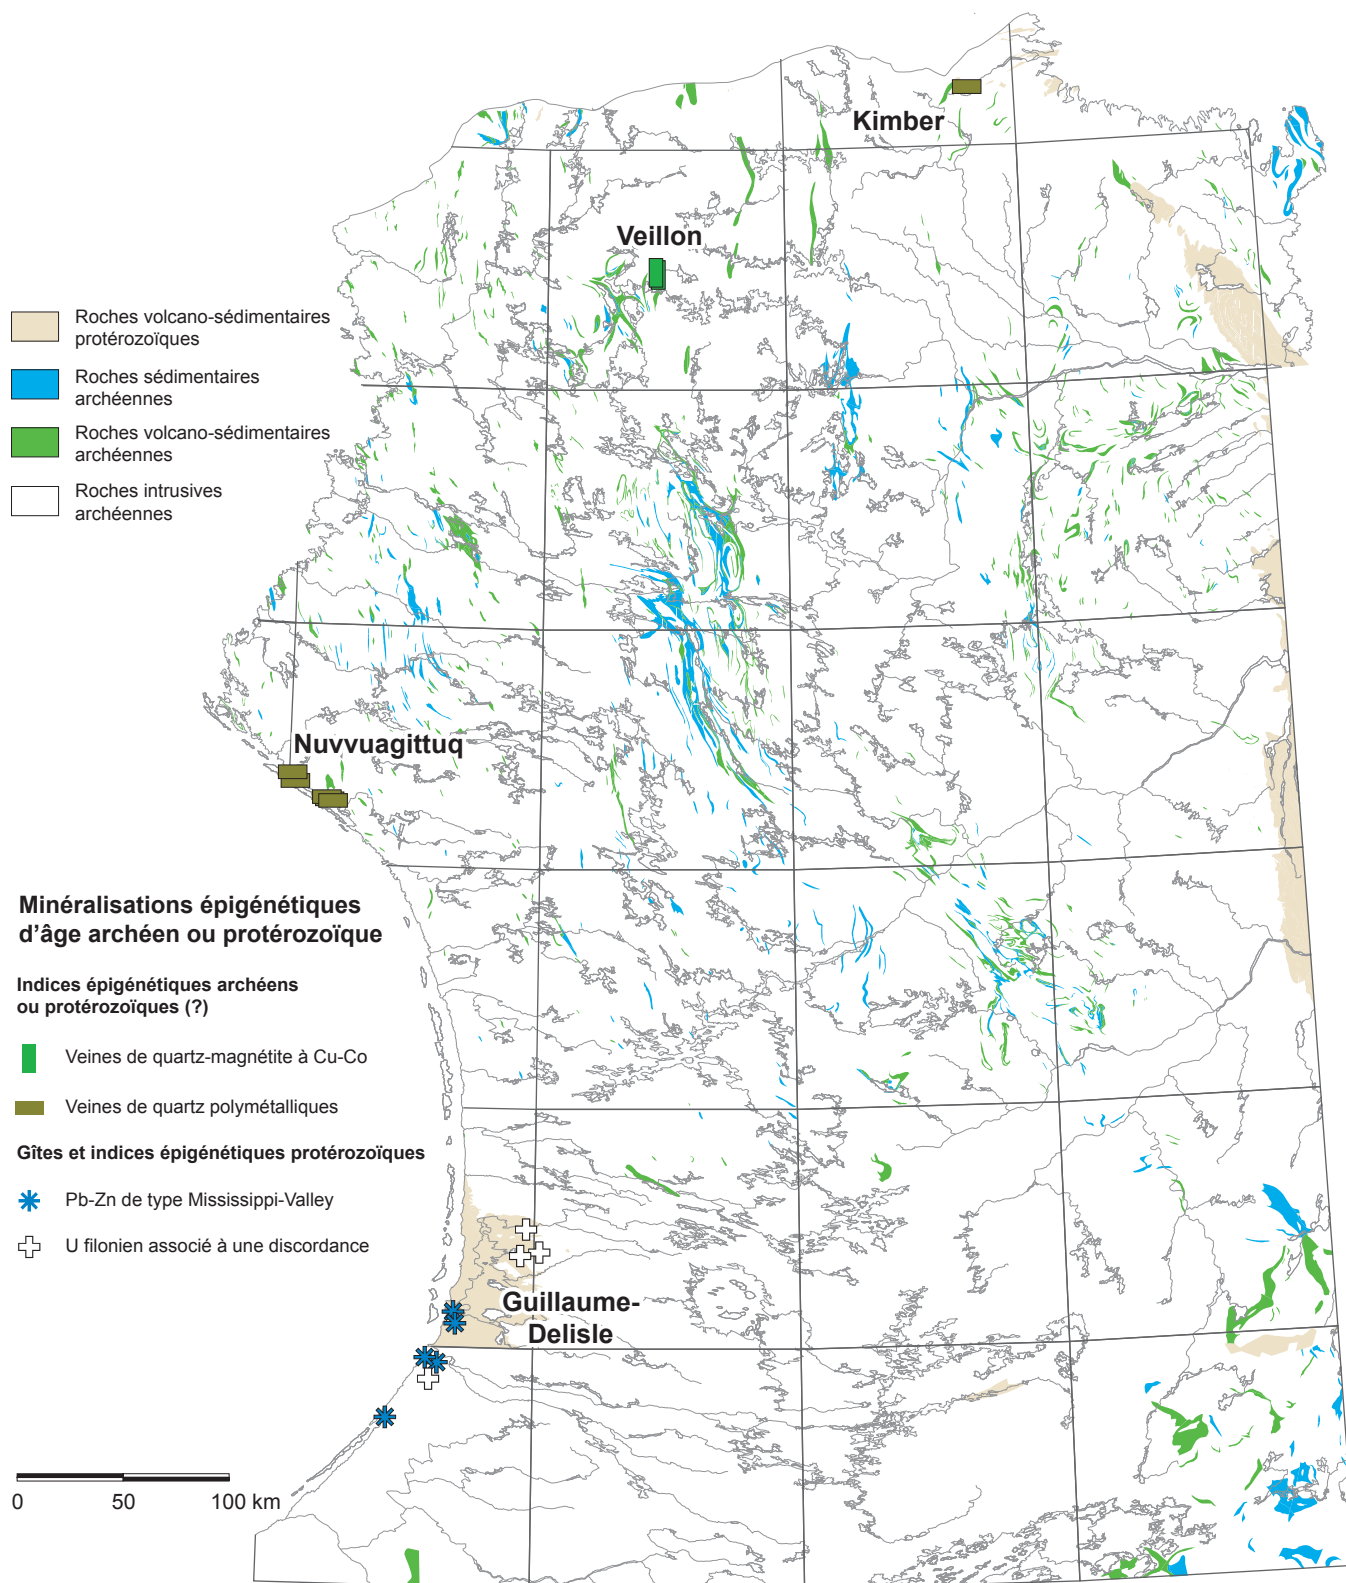 Kimber
Veillon
Roches volcano-sédimentaires
protérozoïques
Roches sédimentaires
archéennes
Roches volcano-sédimentaires
archéennes
Roches intrusives
archéennes
Nuvvuagittuq
Minéralisations épigénétiques
d'âge archéen ou protérozoïque
Indices épigénétiques archéens
ou protérozoïques (?)
Veines de quartz-magnétite à Cu-Co
Veines de quartz polymétalliques
Gîtes et indices épigénétiques protérozoïques
Pb-Zn de type Mississippi-Valley
U filonien associé à une discordance
Guillaume-
Delisle
0 50 100 km